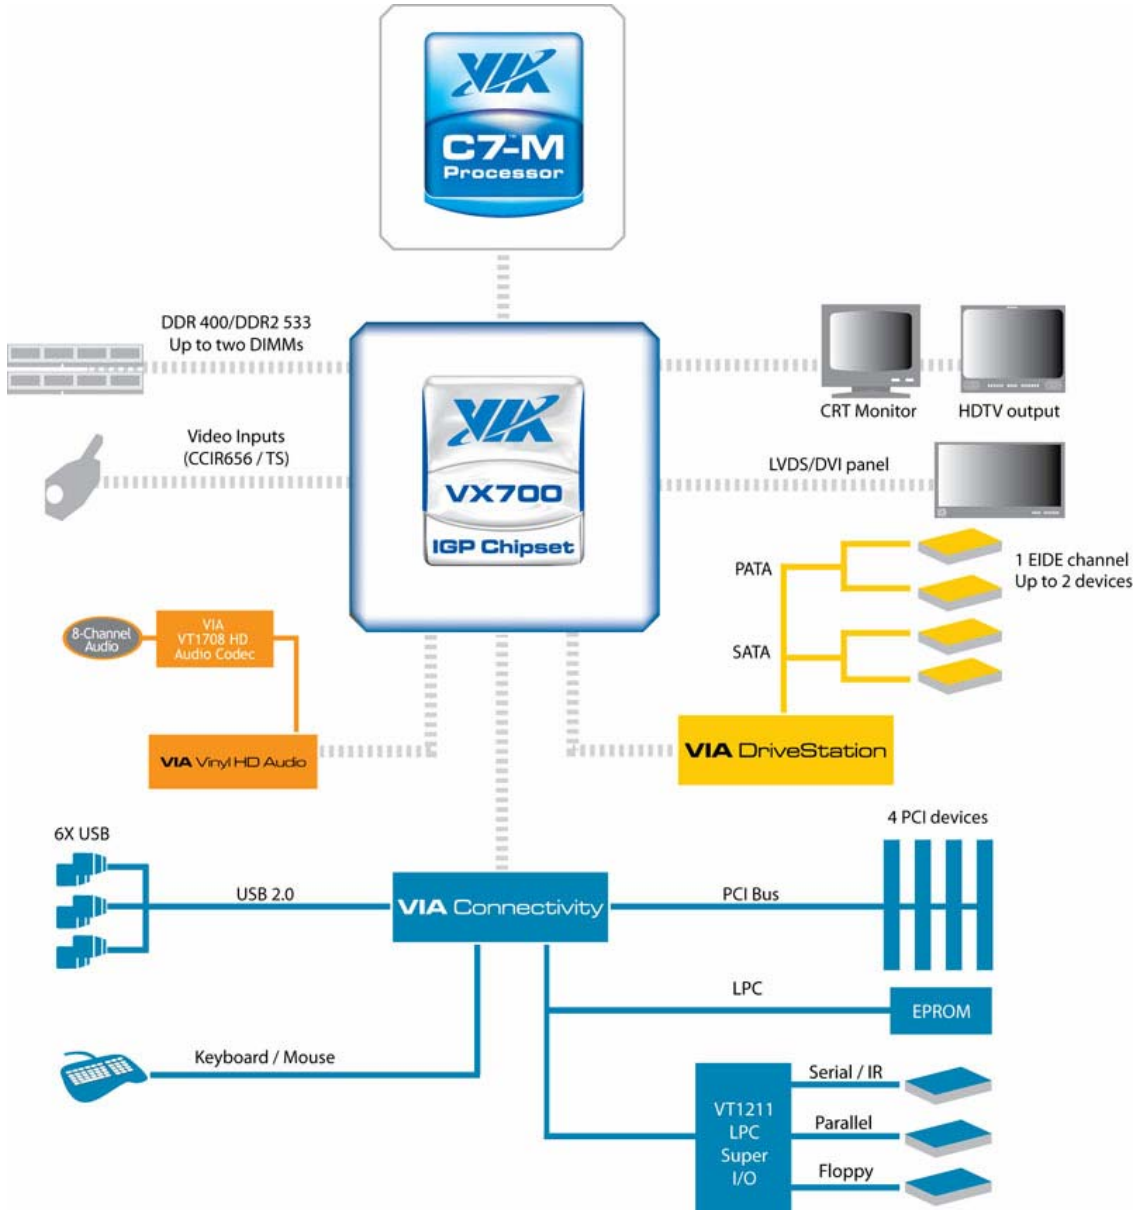 VIA
C7-M
™
Processor
DDR 400/DDR2 533
Up to two DIMMs
CRT Monitor
HDTV output
VIA
VX700
IGP Chipset
Video Inputs
(CCIR656 / TS)
LVDS/DVI panel
PATA
1 EIDE channel
Up to 2 devices
SATA
8-Channel
Audio
VIA
VT1708 HD
Audio Codec
VIA Vinyl HD Audio
VIA DriveStation
6X USB
USB 2.0
VIA Connectivity
PCI Bus
4 PCI devices
LPC
EPROM
Keyboard / Mouse
VT1211
LPC
Super
I/O
Serial / IR
Parallel
Floppy